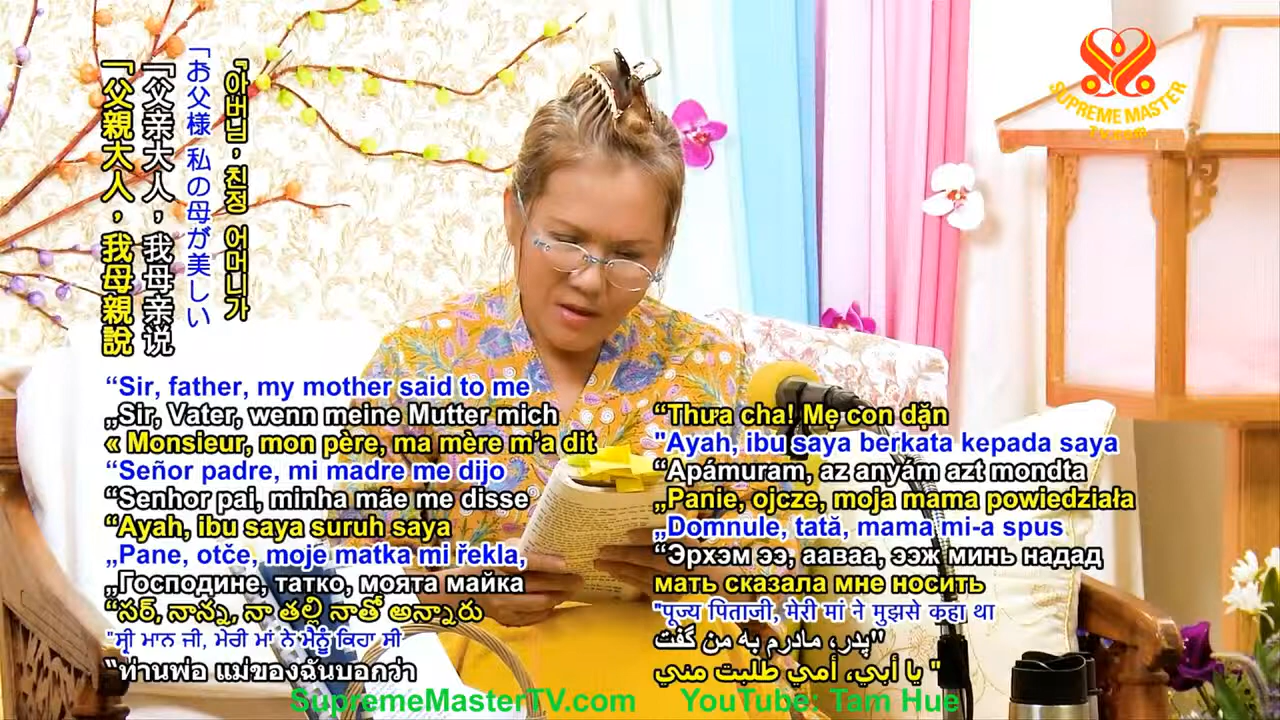 「아버님, 친정 어머니가
「お父様 私の母が美しい
「父亲大人，我母亲说
「父親大人，我母親說
SUPREME MASTER
TV.com
“Sir, father, my mother said to me
„Sir, Vater, wenn meine Mutter mich
« Monsieur, mon père, ma mère m’a dit
“Señor padre, mi madre me dijo
“Senhor pai, minha mãe me disse
“Ayah, ibu saya suruh saya
„Pane, otče, moje matka mi řekla,
„Господине, татко, моята майка
“సర్, నాన్న, నా తల్లి నాతో అన్నారు
"ਸ੍ਰੀ ਮਾਨ ਜੀ, ਮੇਰੀ ਮਾਂ ਨੇ ਮੈਨੂੰ ਕਿਹਾ ਸੀ
“ท่านพ่อ แม่ของฉันบอกว่า
“Thưa cha! Mẹ con dặn
"Ayah, ibu saya berkata kepada saya
“Apámuram, az anyám azt mondta
„Panie, ojcze, moja mama powiedziała
„Domnule, tată, mama mi-a spus
“Эрхэм ээ, ааваа, ээж минь надад
мать сказала мне носить
"पूज्य पिताजी, मेरी मां ने मुझसे कहा था
"پدر، مادرم به من گفت
" يا أبي، أمي طلبت مني
SupremeMasterTV.com YouTube: Tam Hue